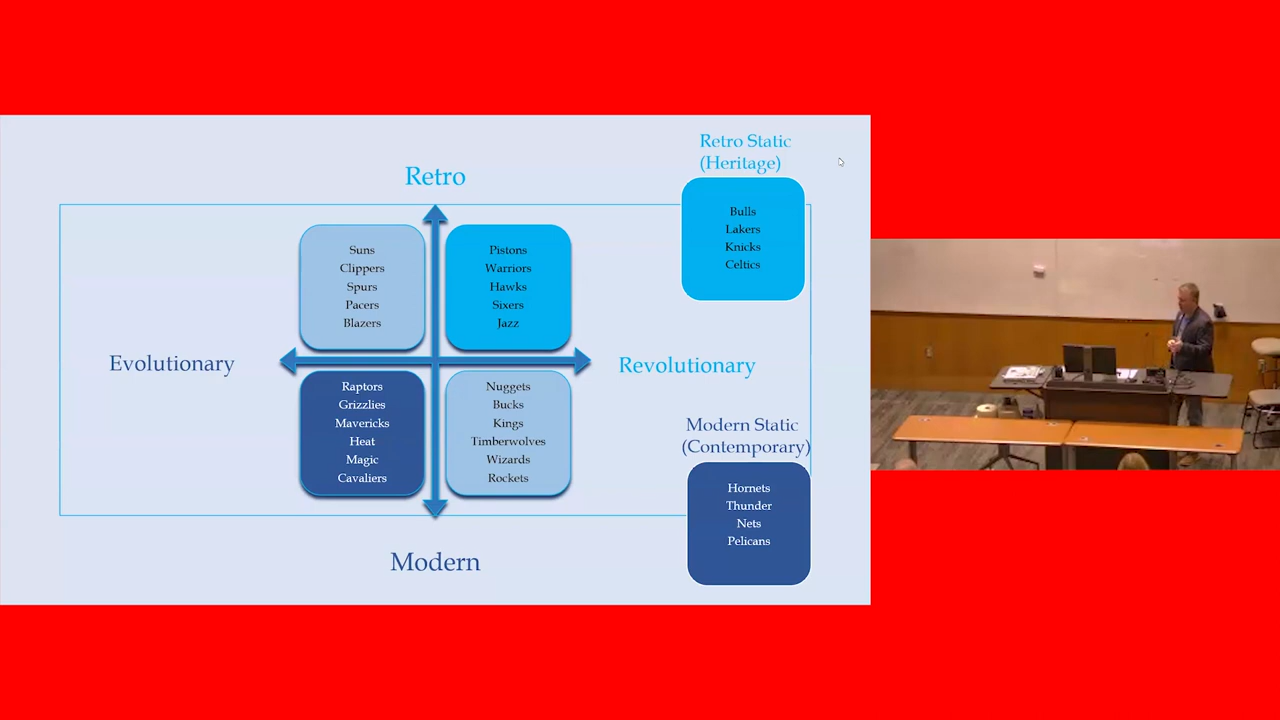 Retro Static
(Heritage)
Retro
Bulls
Lakers
Knicks
Celtics
Suns
Clippers
Spurs
Pacers
Blazers
Pistons
Warriors
Hawks
Sixers
Jazz
Evolutionary
Revolutionary
Raptors
Grizzlies
Mavericks
Heat
Magic
Cavaliers
Nuggets
Bucks
Kings
Timberwolves
Wizards
Rockets
Modern Static
(Contemporary)
Hornets
Thunder
Nets
Pelicans
Modern